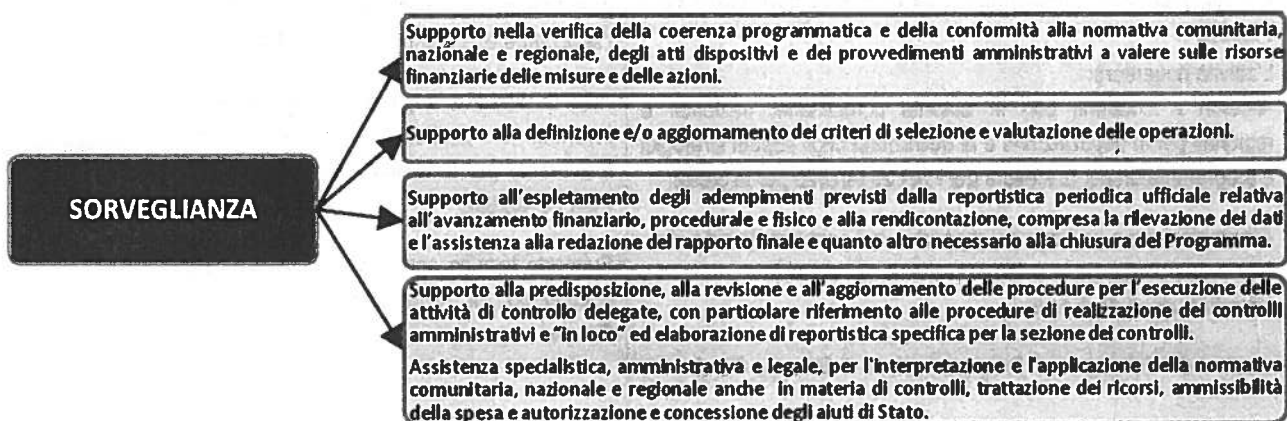 SORVEGLIANZA
Supporto nella verifica della coerenza programmatica e della conformità alla normativa comunitaria,
nazionale e regionale, degli atti dispositivi e dei provvedimenti amministrativi a valere sulle risorse
finanziarie delle misure e delle azioni.
Supporto alla definizione e/o aggiornamento dei criteri di selezione e valutazione delle operazioni.
Supporto all'espletamento degli adempimenti previsti dalla reportistica periodica ufficiale relativa
all'avanzamento finanziario, procedurale e fisico e alla rendicontazione, compresa la rilevazione dei dati
e l'assistenza alla redazione del rapporto finale e quanto altro necessario alla chiusura del Programma.
Supporto alla predisposizione, alla revisione e all'aggiornamento delle procedure per l'esecuzione delle
attività di controllo delegate, con particolare riferimento alle procedure di realizzazione dei controlli
amministrativi e "in loco" ed elaborazione di reportistica specifica per la sezione dei controlli.
Assistenza specialistica, amministrativa e legale, per l'interpretazione e l'applicazione della normativa
comunitaria, nazionale e regionale anche in materia di controlli, trattazione dei ricorsi, ammissibilità
della spesa e autorizzazione e concessione degli aiuti di Stato.